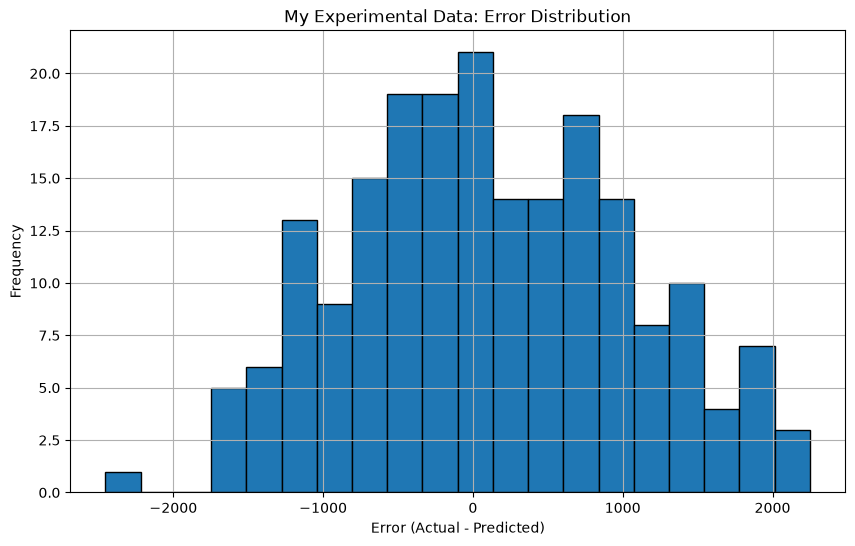 My Experimental Data: Error Distribution
20.0
17.5
15.0
12.5
10.0
7.5
5.0
2.5
0.0
Frequency
−2000 −1000 0 1000 2000
Error (Actual - Predicted)